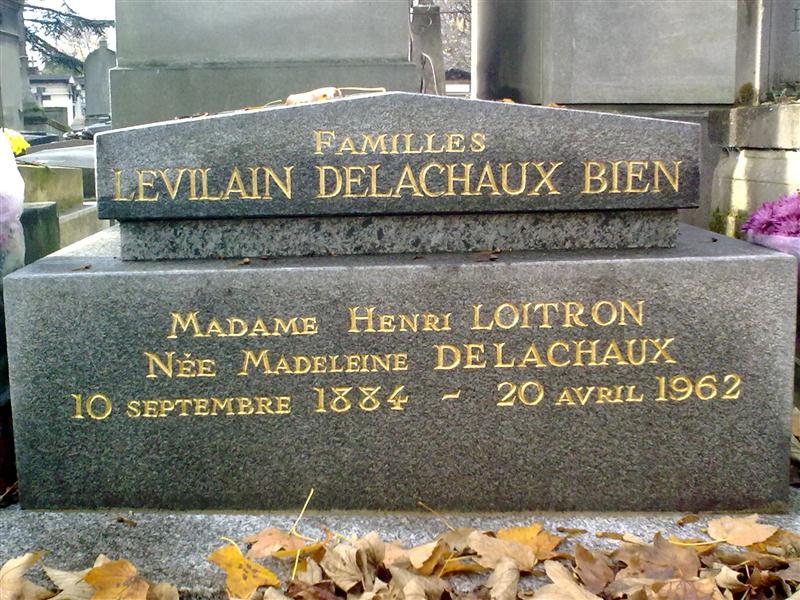 Familles
LEVILAIN DELACHAUX BIEN
Madame Henri LOITRON
Née Madeleine DELACHAUX
10 septembre 1884 - 20 avril 1962